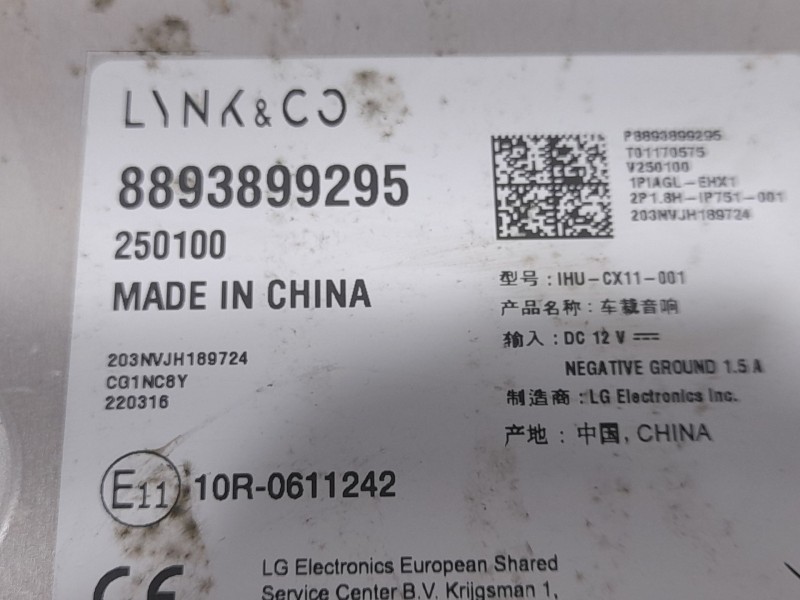 LYNK & CO
8893899295
250100
MADE IN CHINA
203NVJH189724
CG1NC8Y
220316
E11 10R-0611242
CE
LG Electronics European Shared
Service Center B.V. Krijgsman 1,
P8893899295
T01170575
V250100
1PIAGL-EHX1
2P1.8H-IP751-001
203NVJH189724
型号：IHU-CX11-001
产品名称：车载音响
输入：DC 12 V
NEGATIVE GROUND 1.5 A
制造商：LG Electronics Inc.
产地：中国, CHINA